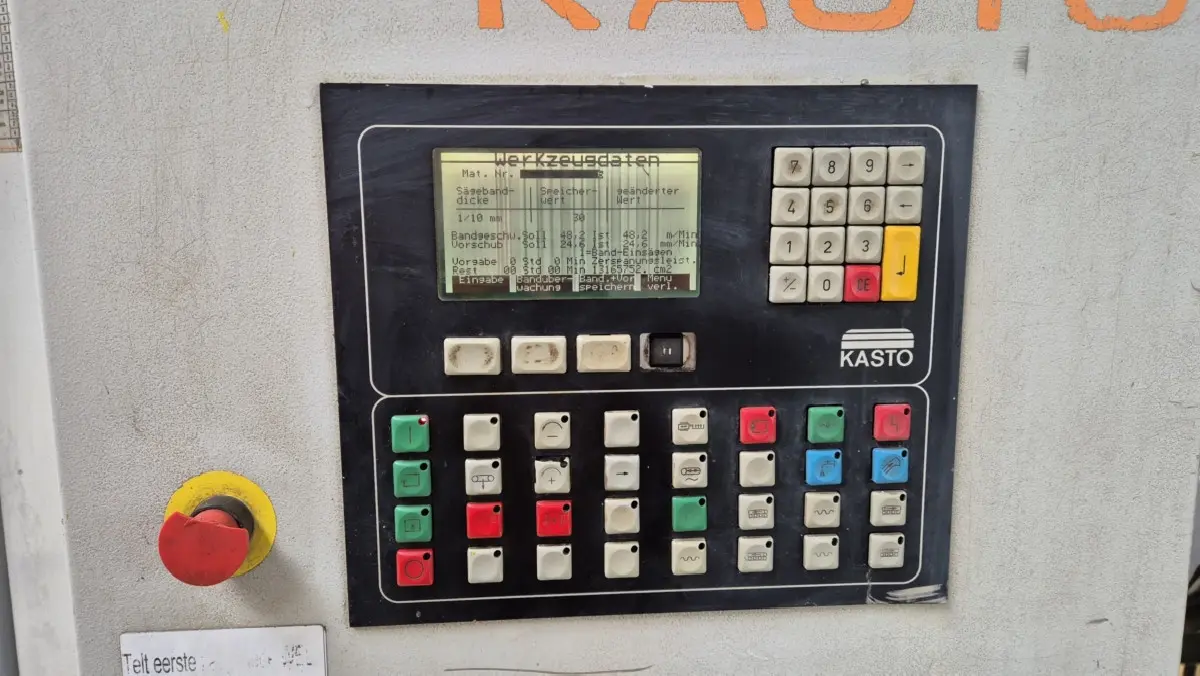 KASTO
WerKzeugdaten
Mat. Nr.
Sägeband- | Speicher- | geänderter
dicke | wert | Wert
1/10 mm | 30
Bandgeschw. Soll 48,2 Ist 48,2 m/Min
Vorschub Soll 24,6 Ist 24,6 mm/Min
1=Band-Einsägen
Vorgabe 0 Std 0 Min Zerspanungsleist.
Rest 00 Std 00 Min 13165752, cm2
Eingabe Bandüber- Band.+Vor Menu
wachung speichern verl.
7 8 9 →
4 5 6 ←
1 2 3
+/- 0 CE ↵
KASTO
Telt eerste